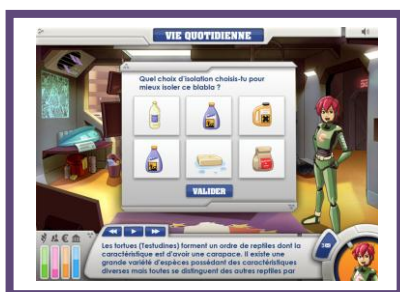 VIE QUOTIDIENNE
Quel choix d'isolation choisis-tu pour
mieux isoler ce blabla ?
VALIDER
Les tortues (Testudines) forment un ordre de reptiles dont la
caractéristique est d'avoir une carapace. Il existe une
grande variété d'espèces possédant des caractéristiques
diverses mais toutes se distinguent des autres reptiles par